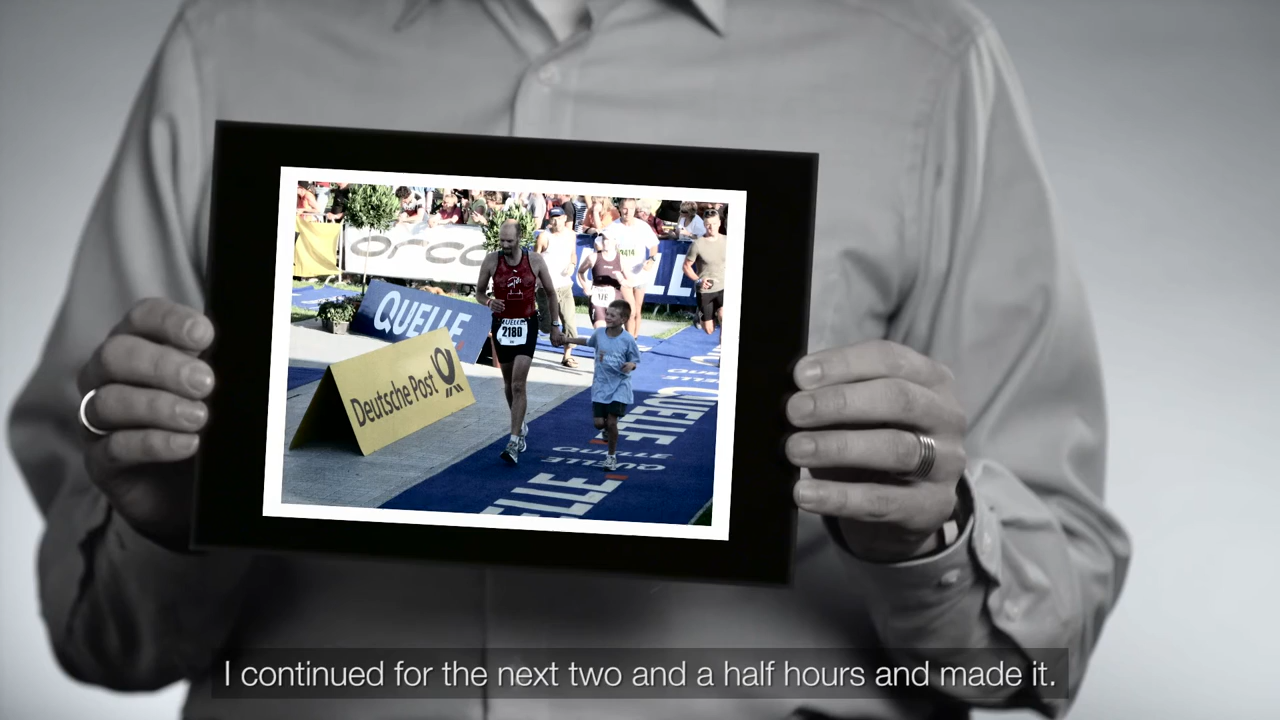 orca
QUELLE
Deutsche Post
QUELLE
2180
QUELLE
QUELLE
ELLE
I continued for the next two and a half hours and made it.